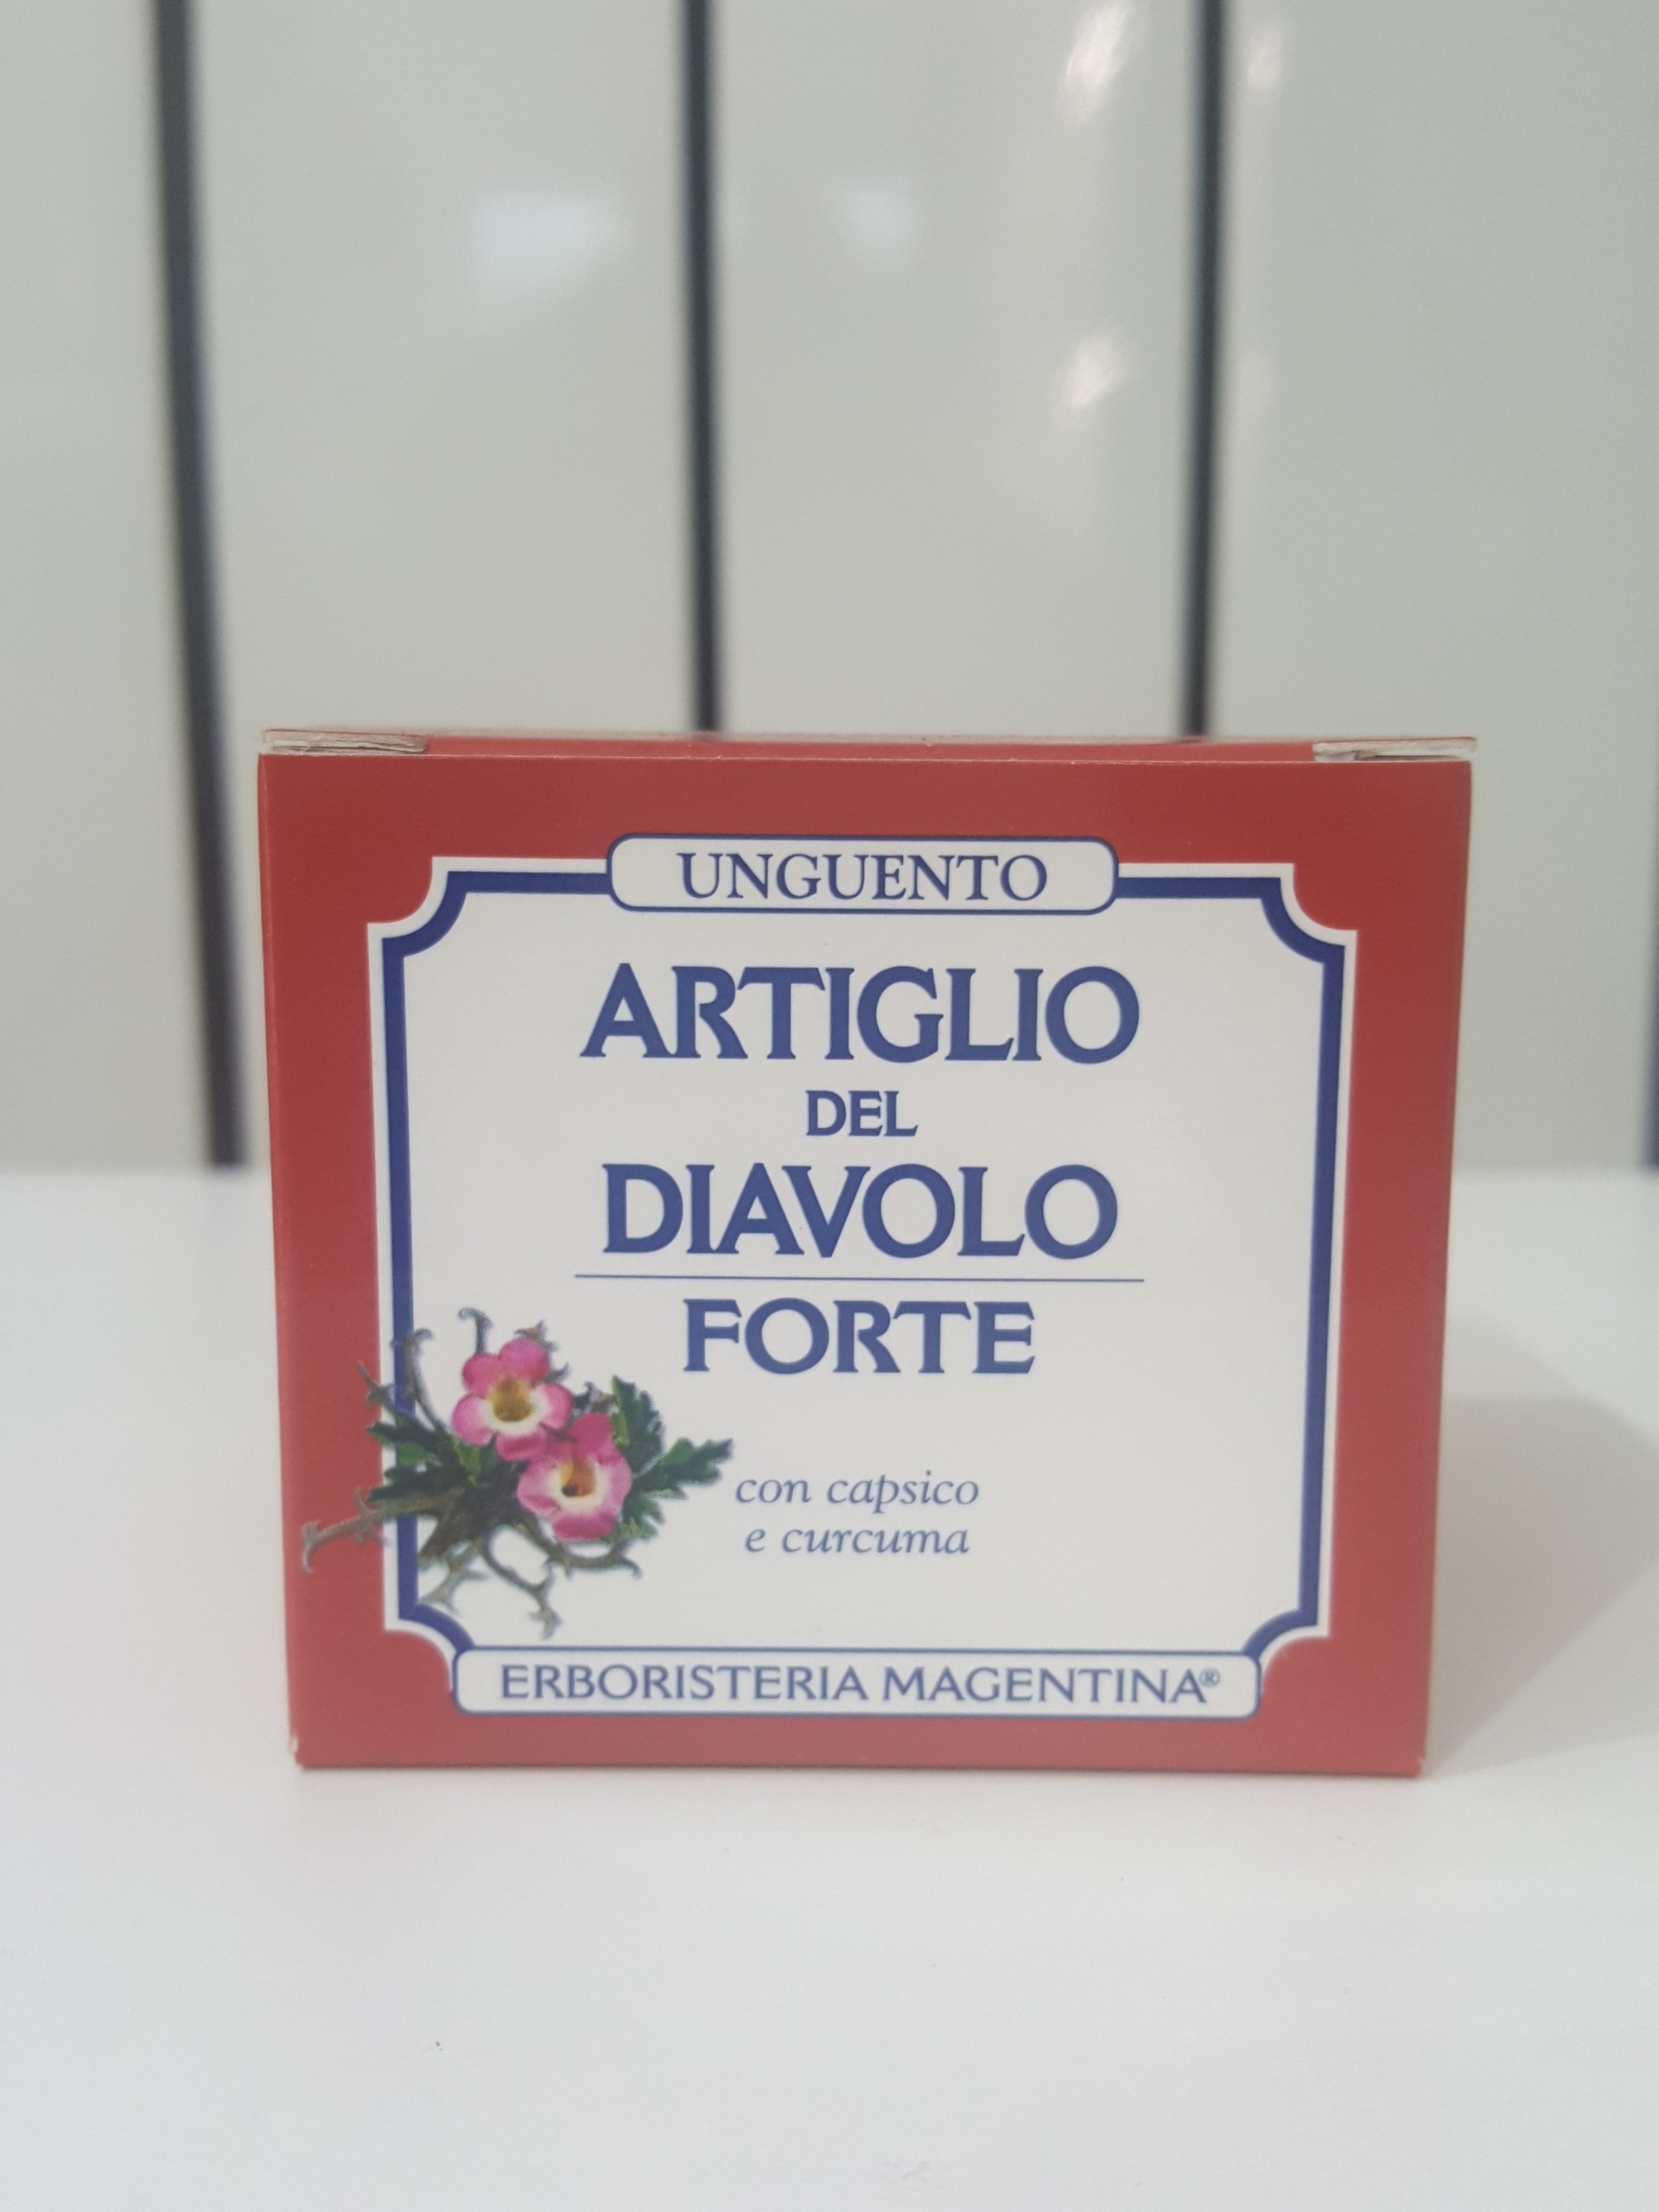 UNGUENTO
ARTIGLIO
DEL
DIAVOLO
FORTE
con capsico
e curcuma
ERBORISTERIA MAGENTINA®